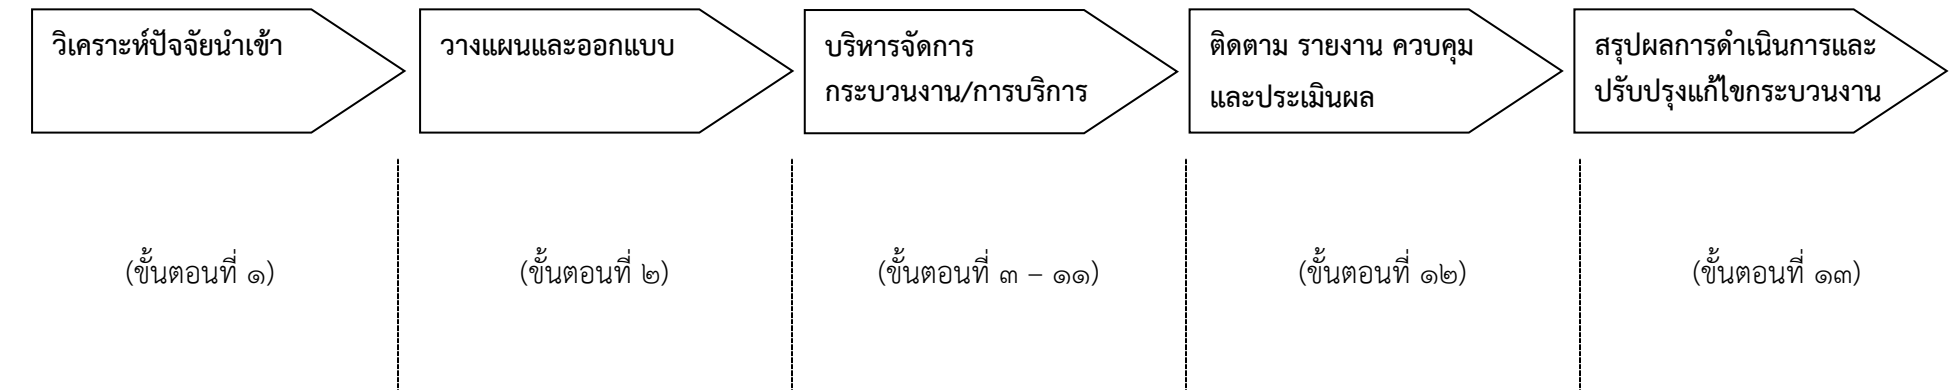 วิเคราะห์ปัจจัยนำเข้า
วางแผนและออกแบบ
บริหารจัดการ
กระบวนงาน/การบริการ
ติดตาม รายงาน ควบคุม
และประเมินผล
สรุปผลการดำเนินการและ
ปรับปรุงแก้ไขกระบวนงาน
(ขั้นตอนที่ ๑)
(ขั้นตอนที่ ๒)
(ขั้นตอนที่ ๓ – ๑๑)
(ขั้นตอนที่ ๑๒)
(ขั้นตอนที่ ๑๓)